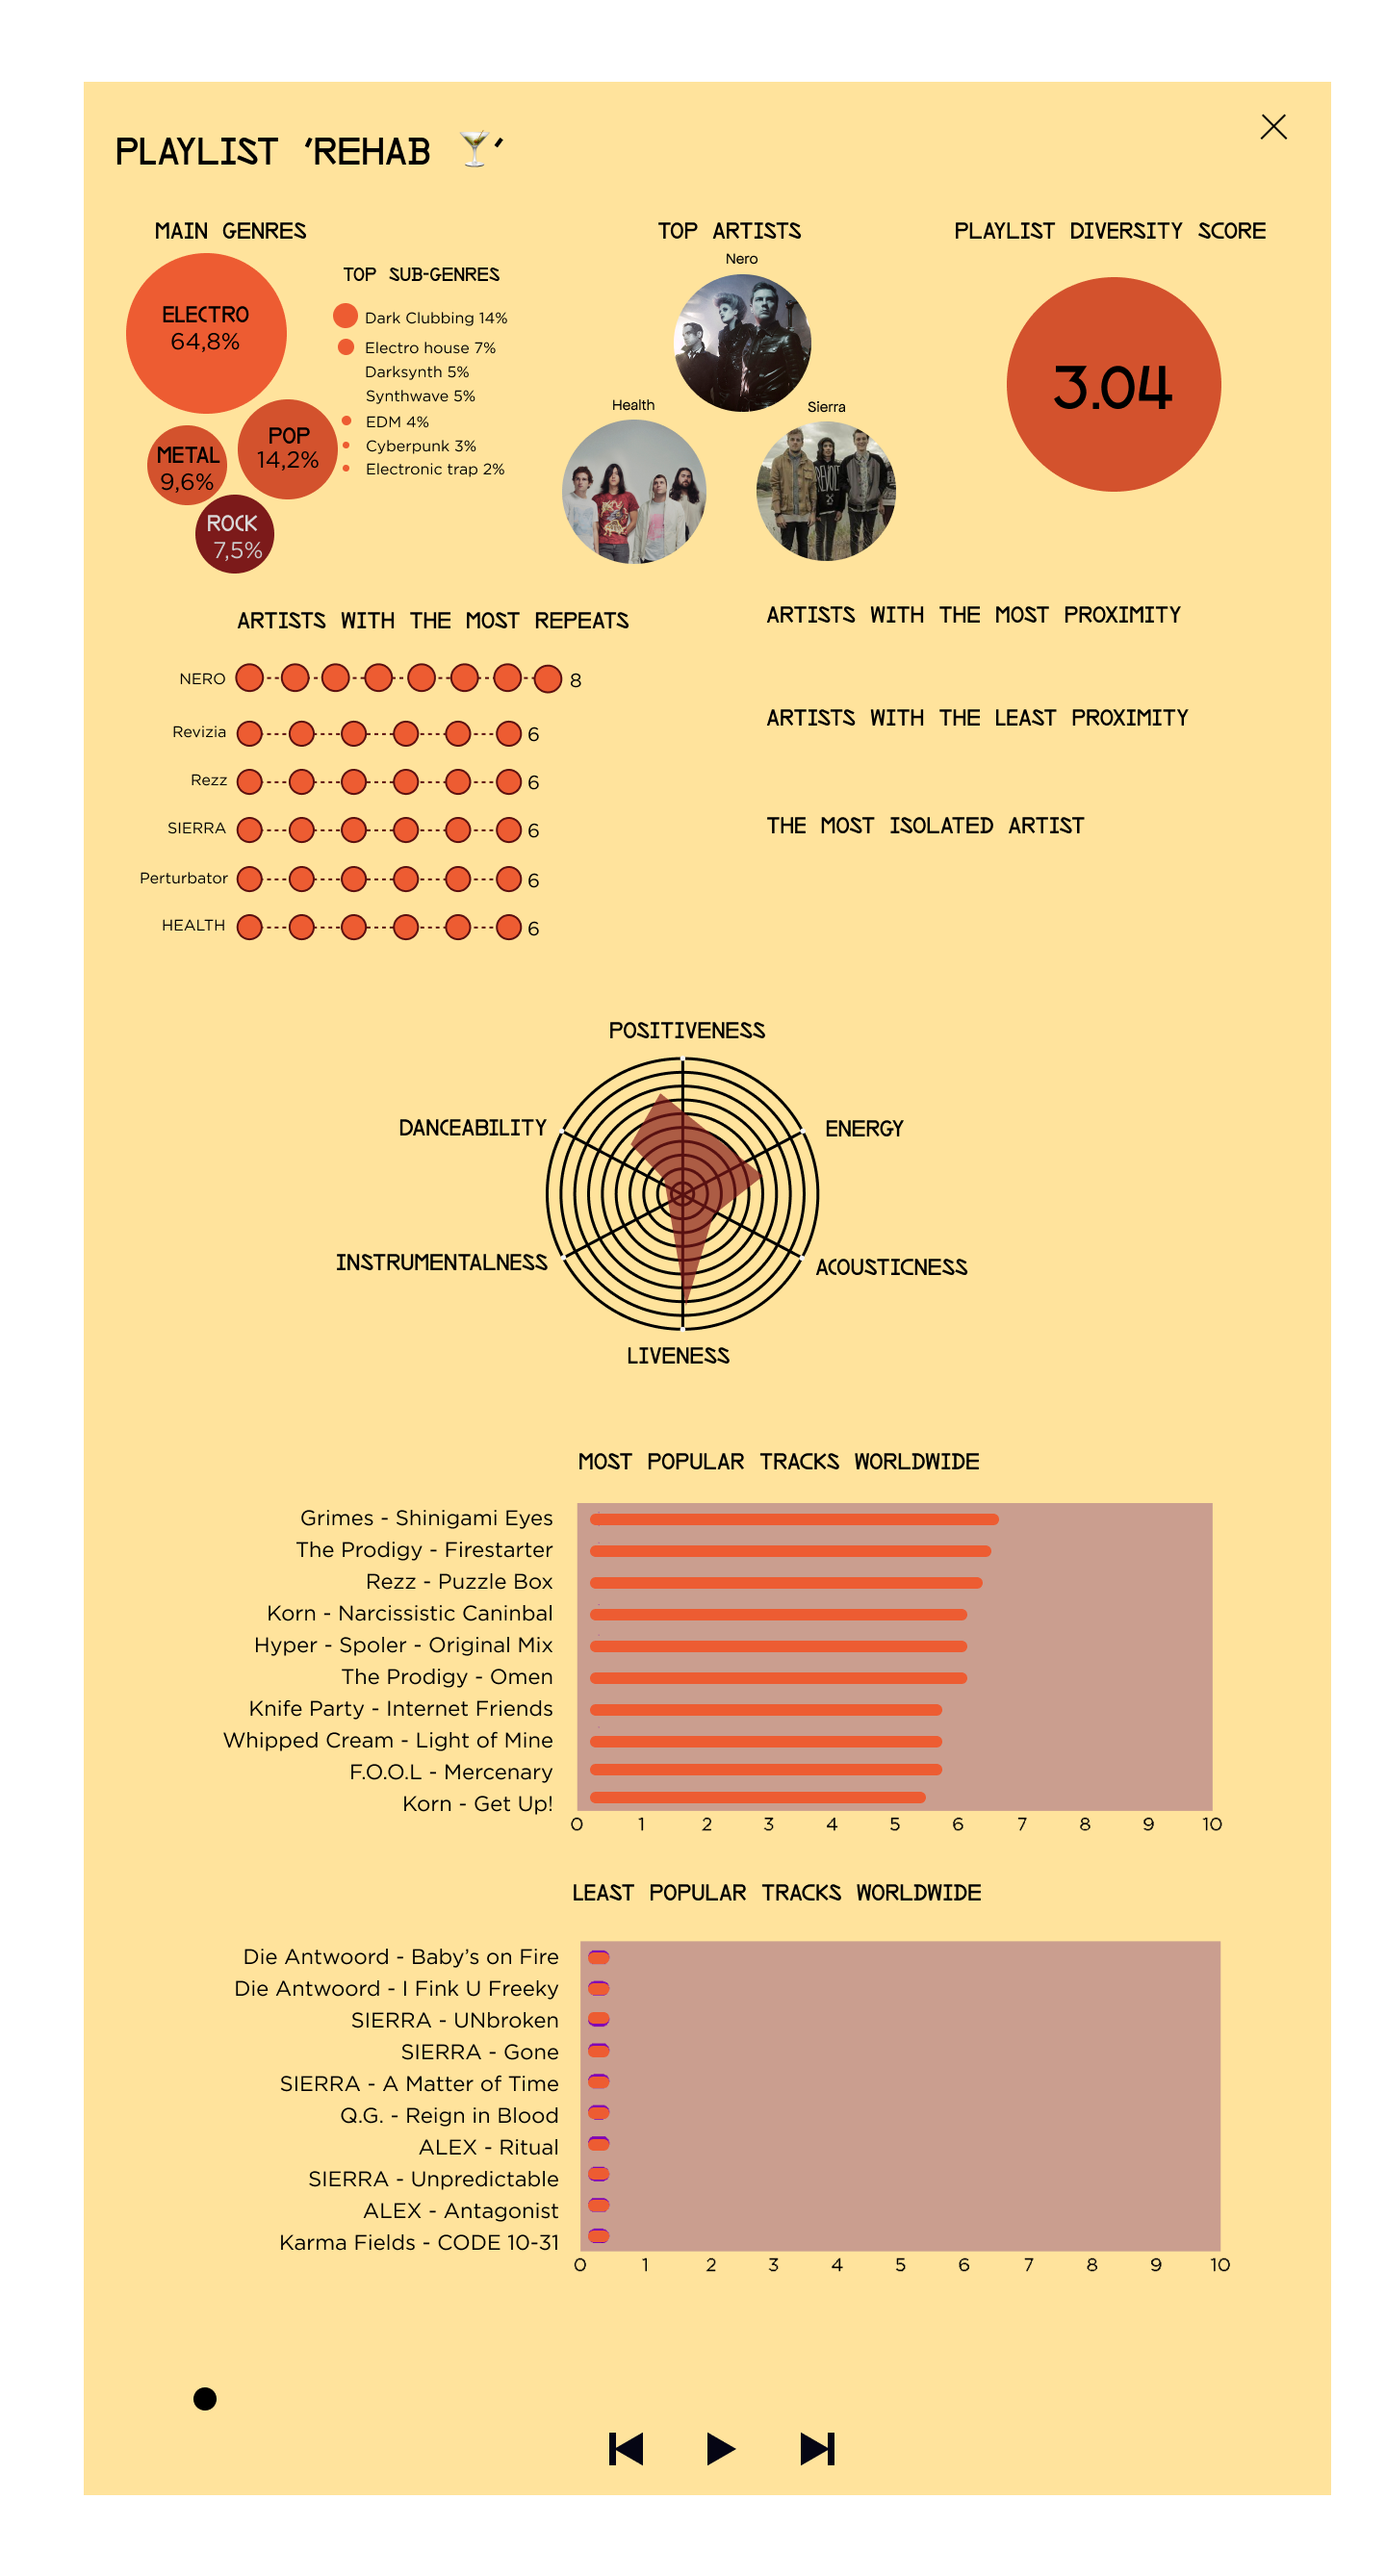 PLAYLIST ‘REHAB 🍸’
MAIN GENRES
ELECTRO
64,8%
POP
14,2%
METAL
9,6%
ROCK
7,5%
TOP SUB-GENRES
Dark Clubbing 14%
Electro house 7%
Darksynth 5%
Synthwave 5%
EDM 4%
Cyberpunk 3%
Electronic trap 2%
TOP ARTISTS
Nero
Health
Sierra
REVOLT
PLAYLIST DIVERSITY SCORE
3.04
ARTISTS WITH THE MOST REPEATS
NERO 8
Revizia 6
Rezz 6
SIERRA 6
Perturbator 6
HEALTH 6
ARTISTS WITH THE MOST PROXIMITY
ARTISTS WITH THE LEAST PROXIMITY
THE MOST ISOLATED ARTIST
POSITIVENESS
DANCEABILITY
ENERGY
INSTRUMENTALNESS
ACOUSTICNESS
LIVENESS
MOST POPULAR TRACKS WORLDWIDE
Grimes - Shinigami Eyes
The Prodigy - Firestarter
Rezz - Puzzle Box
Korn - Narcissistic Caninbal
Hyper - Spoler - Original Mix
The Prodigy - Omen
Knife Party - Internet Friends
Whipped Cream - Light of Mine
F.O.O.L - Mercenary
Korn - Get Up!
0 1 2 3 4 5 6 7 8 9 10
LEAST POPULAR TRACKS WORLDWIDE
Die Antwoord - Baby’s on Fire
Die Antwoord - I Fink U Freeky
SIERRA - UNbroken
SIERRA - Gone
SIERRA - A Matter of Time
Q.G. - Reign in Blood
ALEX - Ritual
SIERRA - Unpredictable
ALEX - Antagonist
Karma Fields - CODE 10-31
0 1 2 3 4 5 6 7 8 9 10